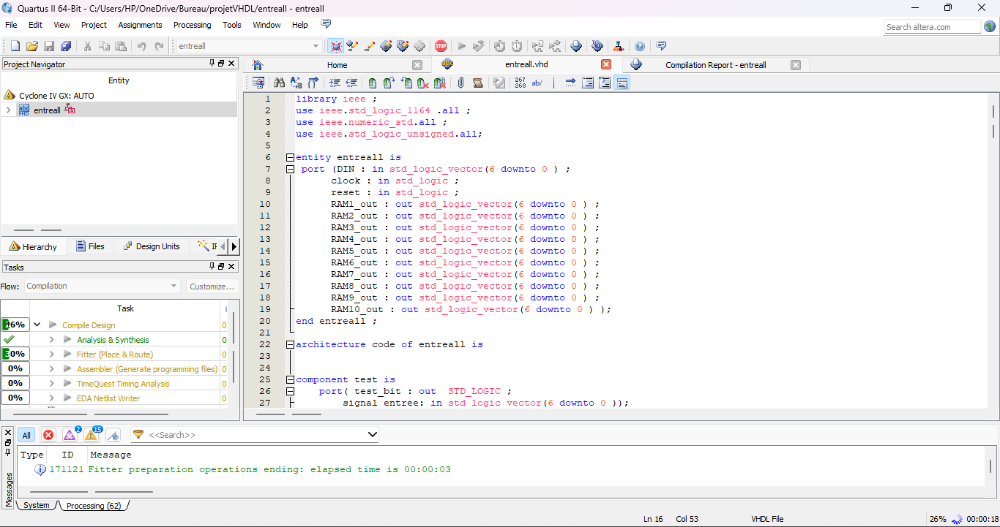 Quartus II 64-Bit - C:/Users/HP/OneDrive/Bureau/projetVHDL/entreall - entreall
File Edit View Project Assignments Processing Tools Window Help
Search altera.com
entreall
STOP
Project Navigator
Entity
Cyclone IV GX: AUTO
abd VHD entreall
Hierarchy Files Design Units
Tasks
Flow: Compilation Customize...
Task
26% Compile Design 0
Analysis & Synthesis 0
30% Fitter (Place & Route) 0
0% Assembler (Generate programming files) 0
0% TimeQuest Timing Analysis 0
0% EDA Netlist Writer 0
Home entreall.vhd Compilation Report - entreall
267 268 ab/
1 library ieee ;
2 use ieee.std_logic_1164 .all ;
3 use ieee.numeric_std.all ;
4 use ieee.std_logic_unsigned.all;
5
6 entity entreall is
7 port (DIN : in std_logic_vector(6 downto 0 ) ;
8 clock : in std_logic ;
9 reset : in std_logic ;
10 RAM1_out : out std_logic_vector(6 downto 0 ) ;
11 RAM2_out : out std_logic_vector(6 downto 0 ) ;
12 RAM3_out : out std_logic_vector(6 downto 0 ) ;
13 RAM4_out : out std_logic_vector(6 downto 0 ) ;
14 RAM5_out : out std_logic_vector(6 downto 0 ) ;
15 RAM6_out : out std_logic_vector(6 downto 0 ) ;
16 RAM7_out : out std_logic_vector(6 downto 0 ) ;
17 RAM8_out : out std_logic_vector(6 downto 0 ) ;
18 RAM9_out : out std_logic_vector(6 downto 0 ) ;
19 RAM10_out : out std_logic_vector(6 downto 0 ) );
20 end entreall ;
21
22 architecture code of entreall is
23
24
25 component test is
26 port( test_bit : out STD_LOGIC ;
27 signal entree: in std_logic_vector(6 downto 0 ));
All 2 15 <<Search>>
Type ID Message
171121 Fitter preparation operations ending: elapsed time is 00:00:03
Messages
System Processing (62)
Ln 16 Col 53 VHDL File 26% 00:00:18